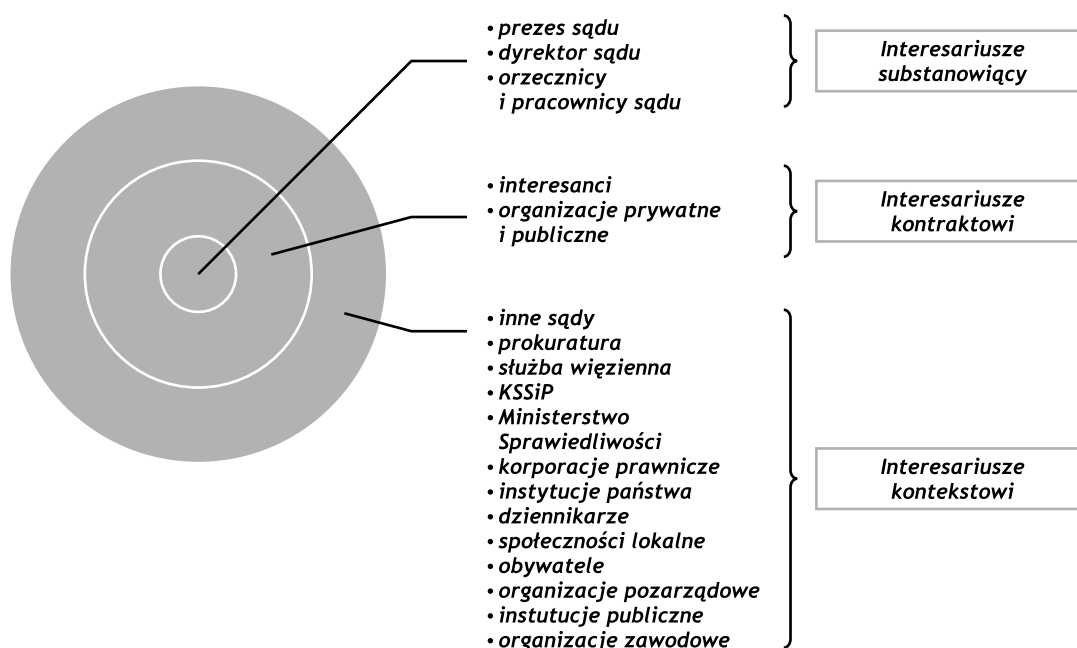 • prezes sądu
• dyrektor sądu
• orzecznicy
i pracownicy sądu
Interesariusze
substanowiący
• interesanci
• organizacje prywatne
i publiczne
Interesariusze
kontraktowi
• inne sądy
• prokuratura
• służba więzienna
• KSSiP
• Ministerstwo
Sprawiedliwości
• korporacje prawnicze
• instytucje państwa
• dziennikarze
• społeczności lokalne
• obywatele
• organizacje pozarządowe
• instutucje publiczne
• organizacje zawodowe
Interesariusze
kontekstowi